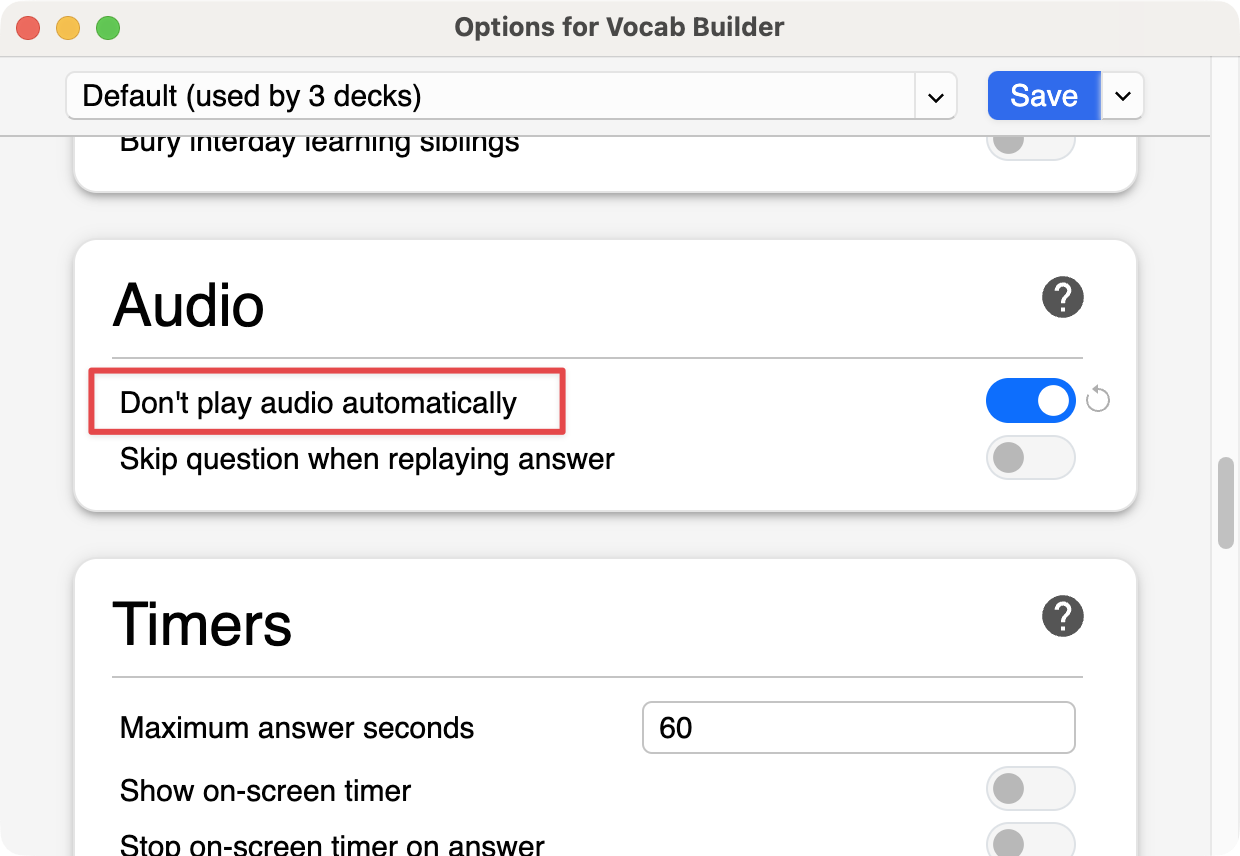 Options for Vocab Builder
Default (used by 3 decks)
Save
Bury interday learning siblings
Audio
?
Don't play audio automatically
Skip question when replaying answer
Timers
?
Maximum answer seconds
60
Show on-screen timer
Stop on-screen timer on answer